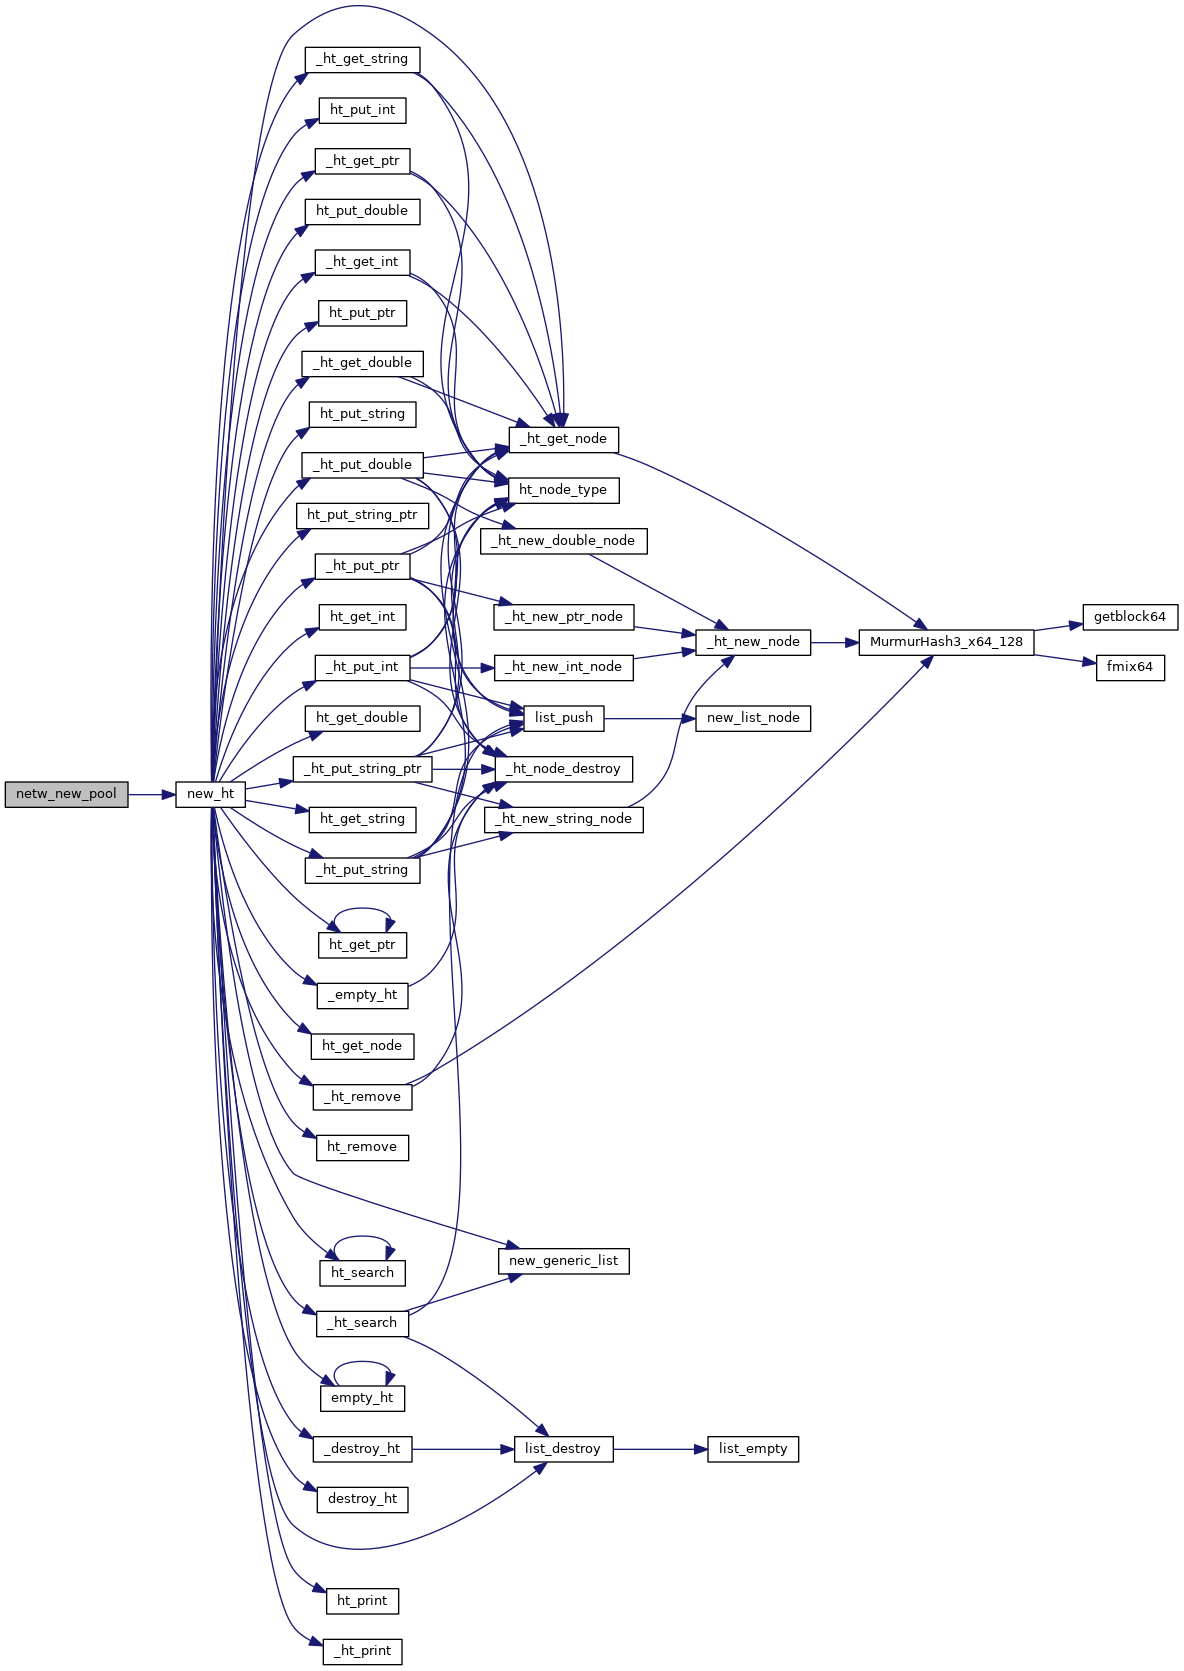 _ht_get_string
ht_put_int
_ht_get_ptr
ht_put_double
_ht_get_int
ht_put_ptr
_ht_get_double
ht_put_string
_ht_get_node
_ht_put_double
ht_node_type
ht_put_string_ptr
_ht_new_double_node
_ht_put_ptr
ht_get_int
_ht_new_ptr_node
getblock64
_ht_new_node
MurmurHash3_x64_128
_ht_put_int
_ht_new_int_node
fmix64
ht_get_double
list_push
new_list_node
_ht_put_string_ptr
_ht_node_destroy
netw_new_pool
new_ht
ht_get_string
_ht_new_string_node
_ht_put_string
ht_get_ptr
_empty_ht
ht_get_node
_ht_remove
ht_remove
new_generic_list
ht_search
_ht_search
empty_ht
_destroy_ht
list_destroy
list_empty
destroy_ht
ht_print
_ht_print